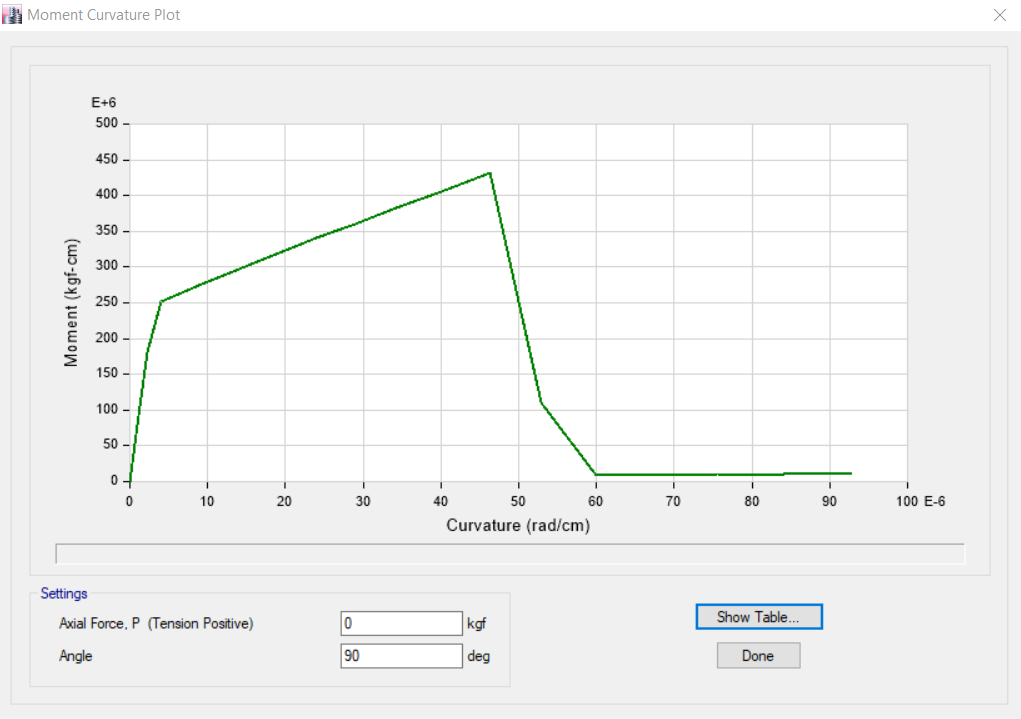 Moment Curvature Plot
E+6
500
450
400
350
300
250
200
150
100
50
0
Moment (kgf-cm)
0 10 20 30 40 50 60 70 80 90 100 E-6
Curvature (rad/cm)
Settings
Axial Force, P (Tension Positive) 0 kgf
Angle 90 deg
Show Table...
Done